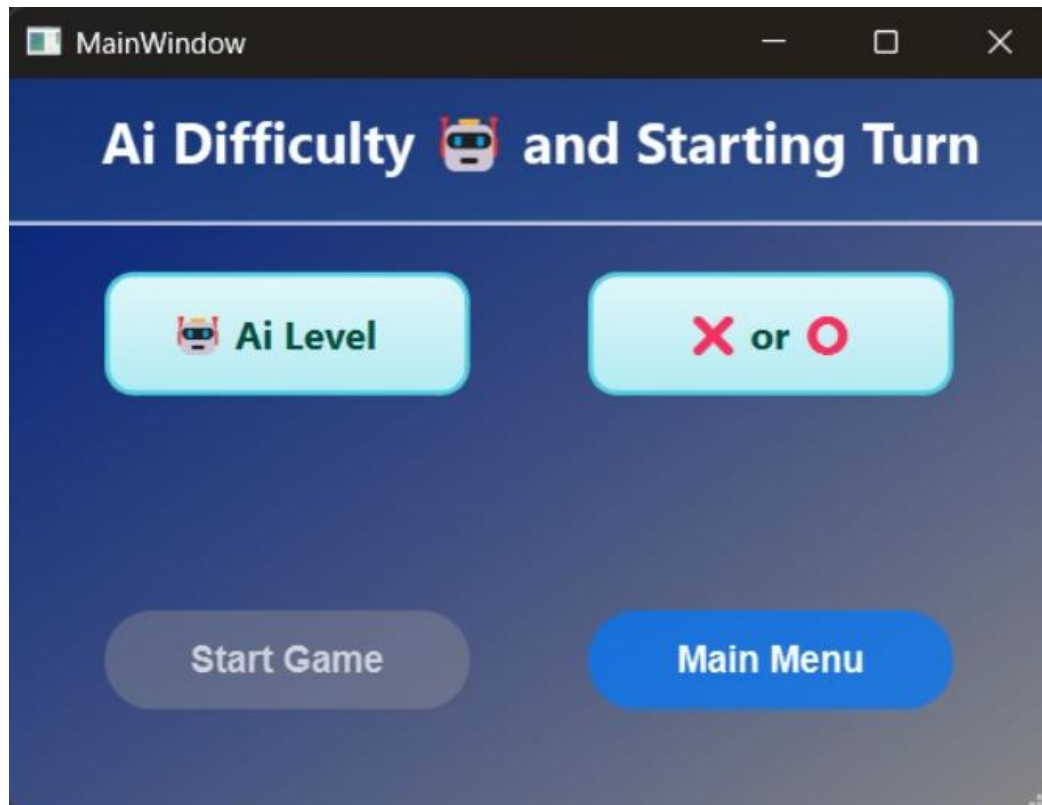 MainWindow
Ai Difficulty 🤖 and Starting Turn
🤖 Ai Level
❌ or ⭕
Start Game
Main Menu